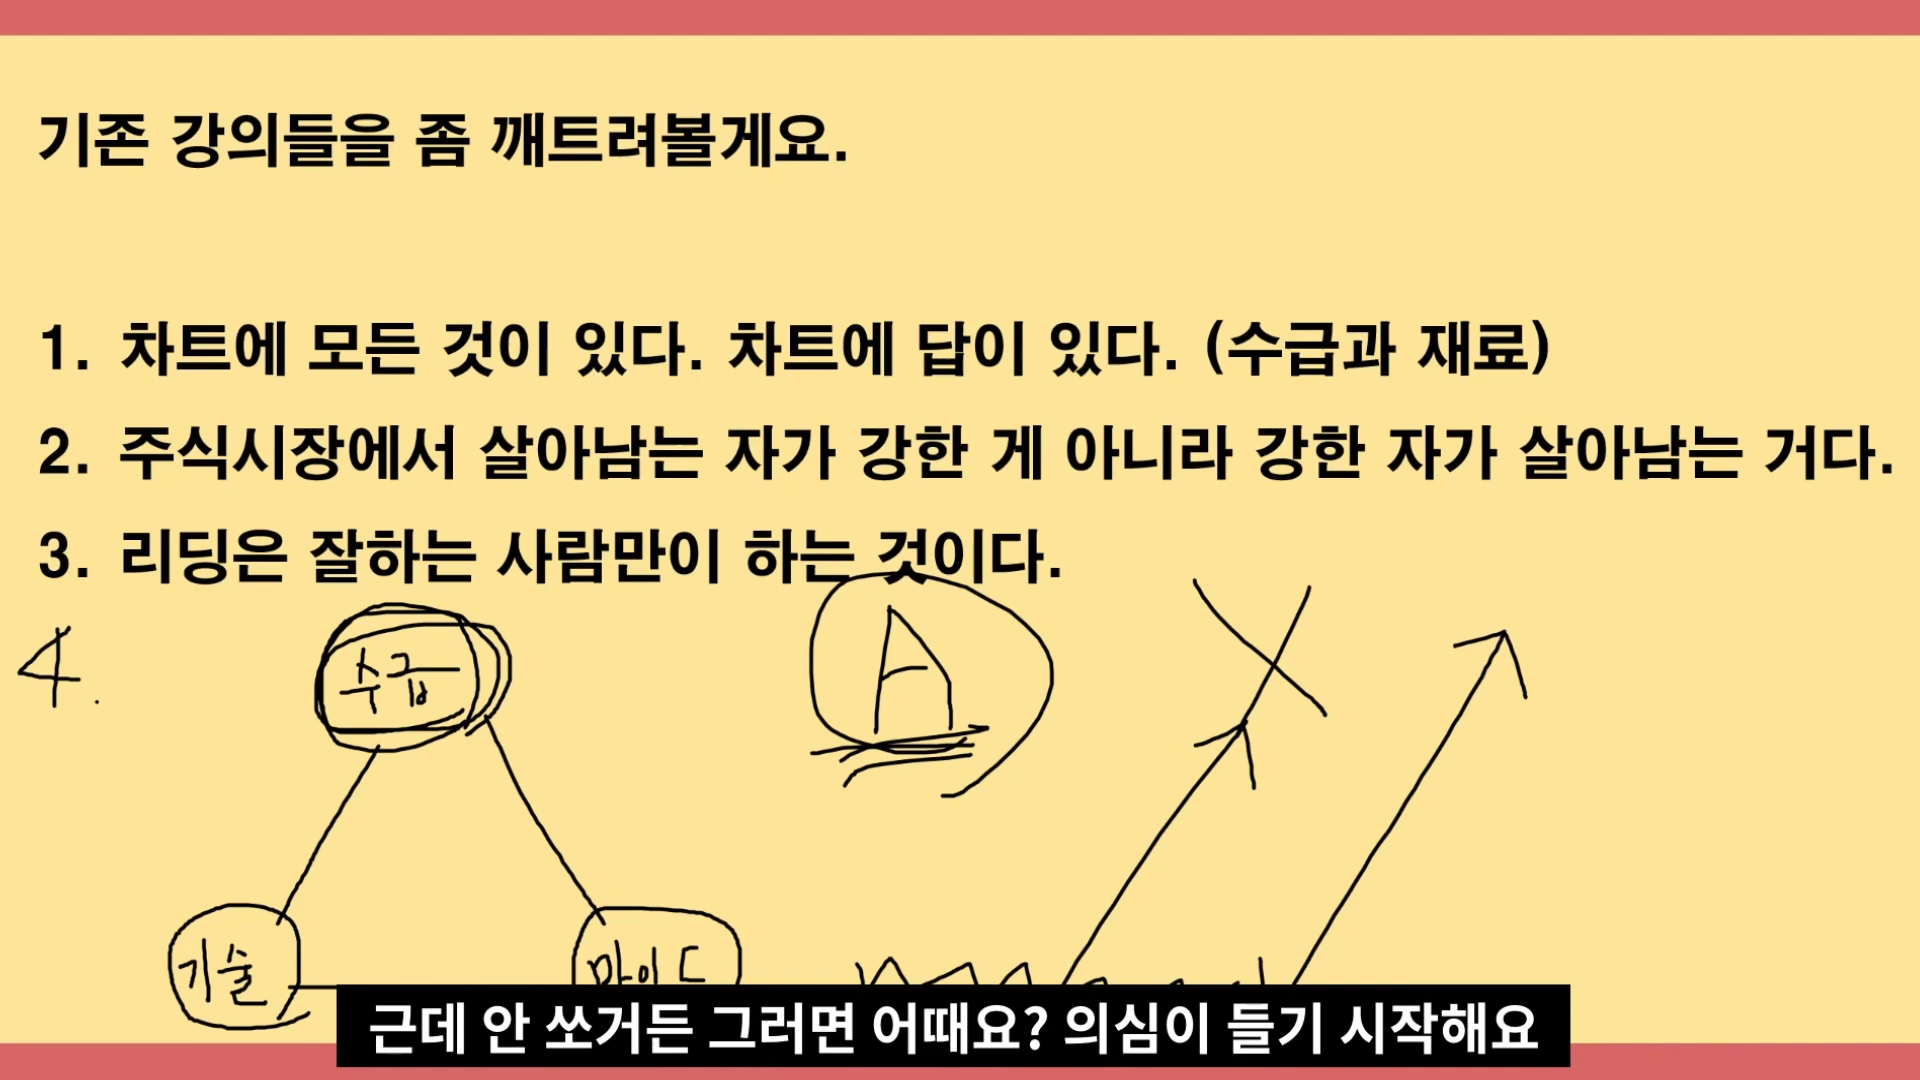 기존 강의들을 좀 깨트려볼게요.
1. 차트에 모든 것이 있다. 차트에 답이 있다. (수급과 재료)
2. 주식시장에서 살아남는 자가 강한 게 아니라 강한 자가 살아남는 거다.
3. 리딩은 잘하는 사람만이 하는 것이다.
4.
수급
A
기술
마이드
근데 안 쏘거든 그러면 어때요? 의심이 들기 시작해요